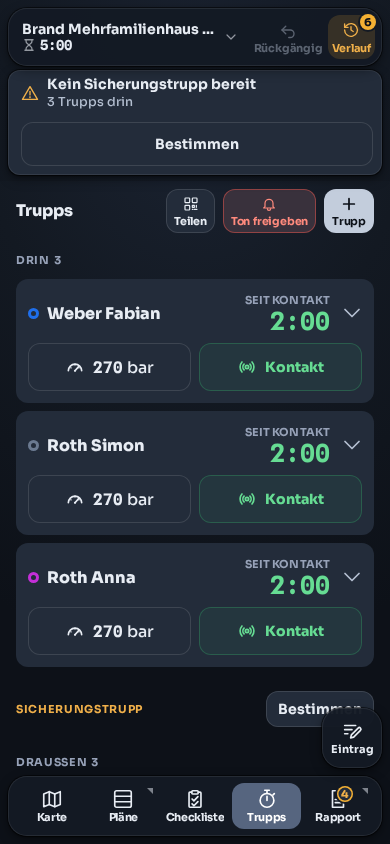 Brand Mehrfamilienhaus ...
5:00
Rückgängig
6
Verlauf
Kein Sicherungstrupp bereit
3 Trupps drin
Bestimmen
Trupps
Teilen
Ton freigeben
Trupp
DRIN 3
Weber Fabian
SEIT KONTAKT
2:00
270 bar
Kontakt
Roth Simon
SEIT KONTAKT
2:00
270 bar
Kontakt
Roth Anna
SEIT KONTAKT
2:00
270 bar
Kontakt
SICHERUNGSTRUPP
Bestimmen
Eintrag
DRAUSSEN 3
Karte
Pläne
Checkliste
Trupps
4
Rapport